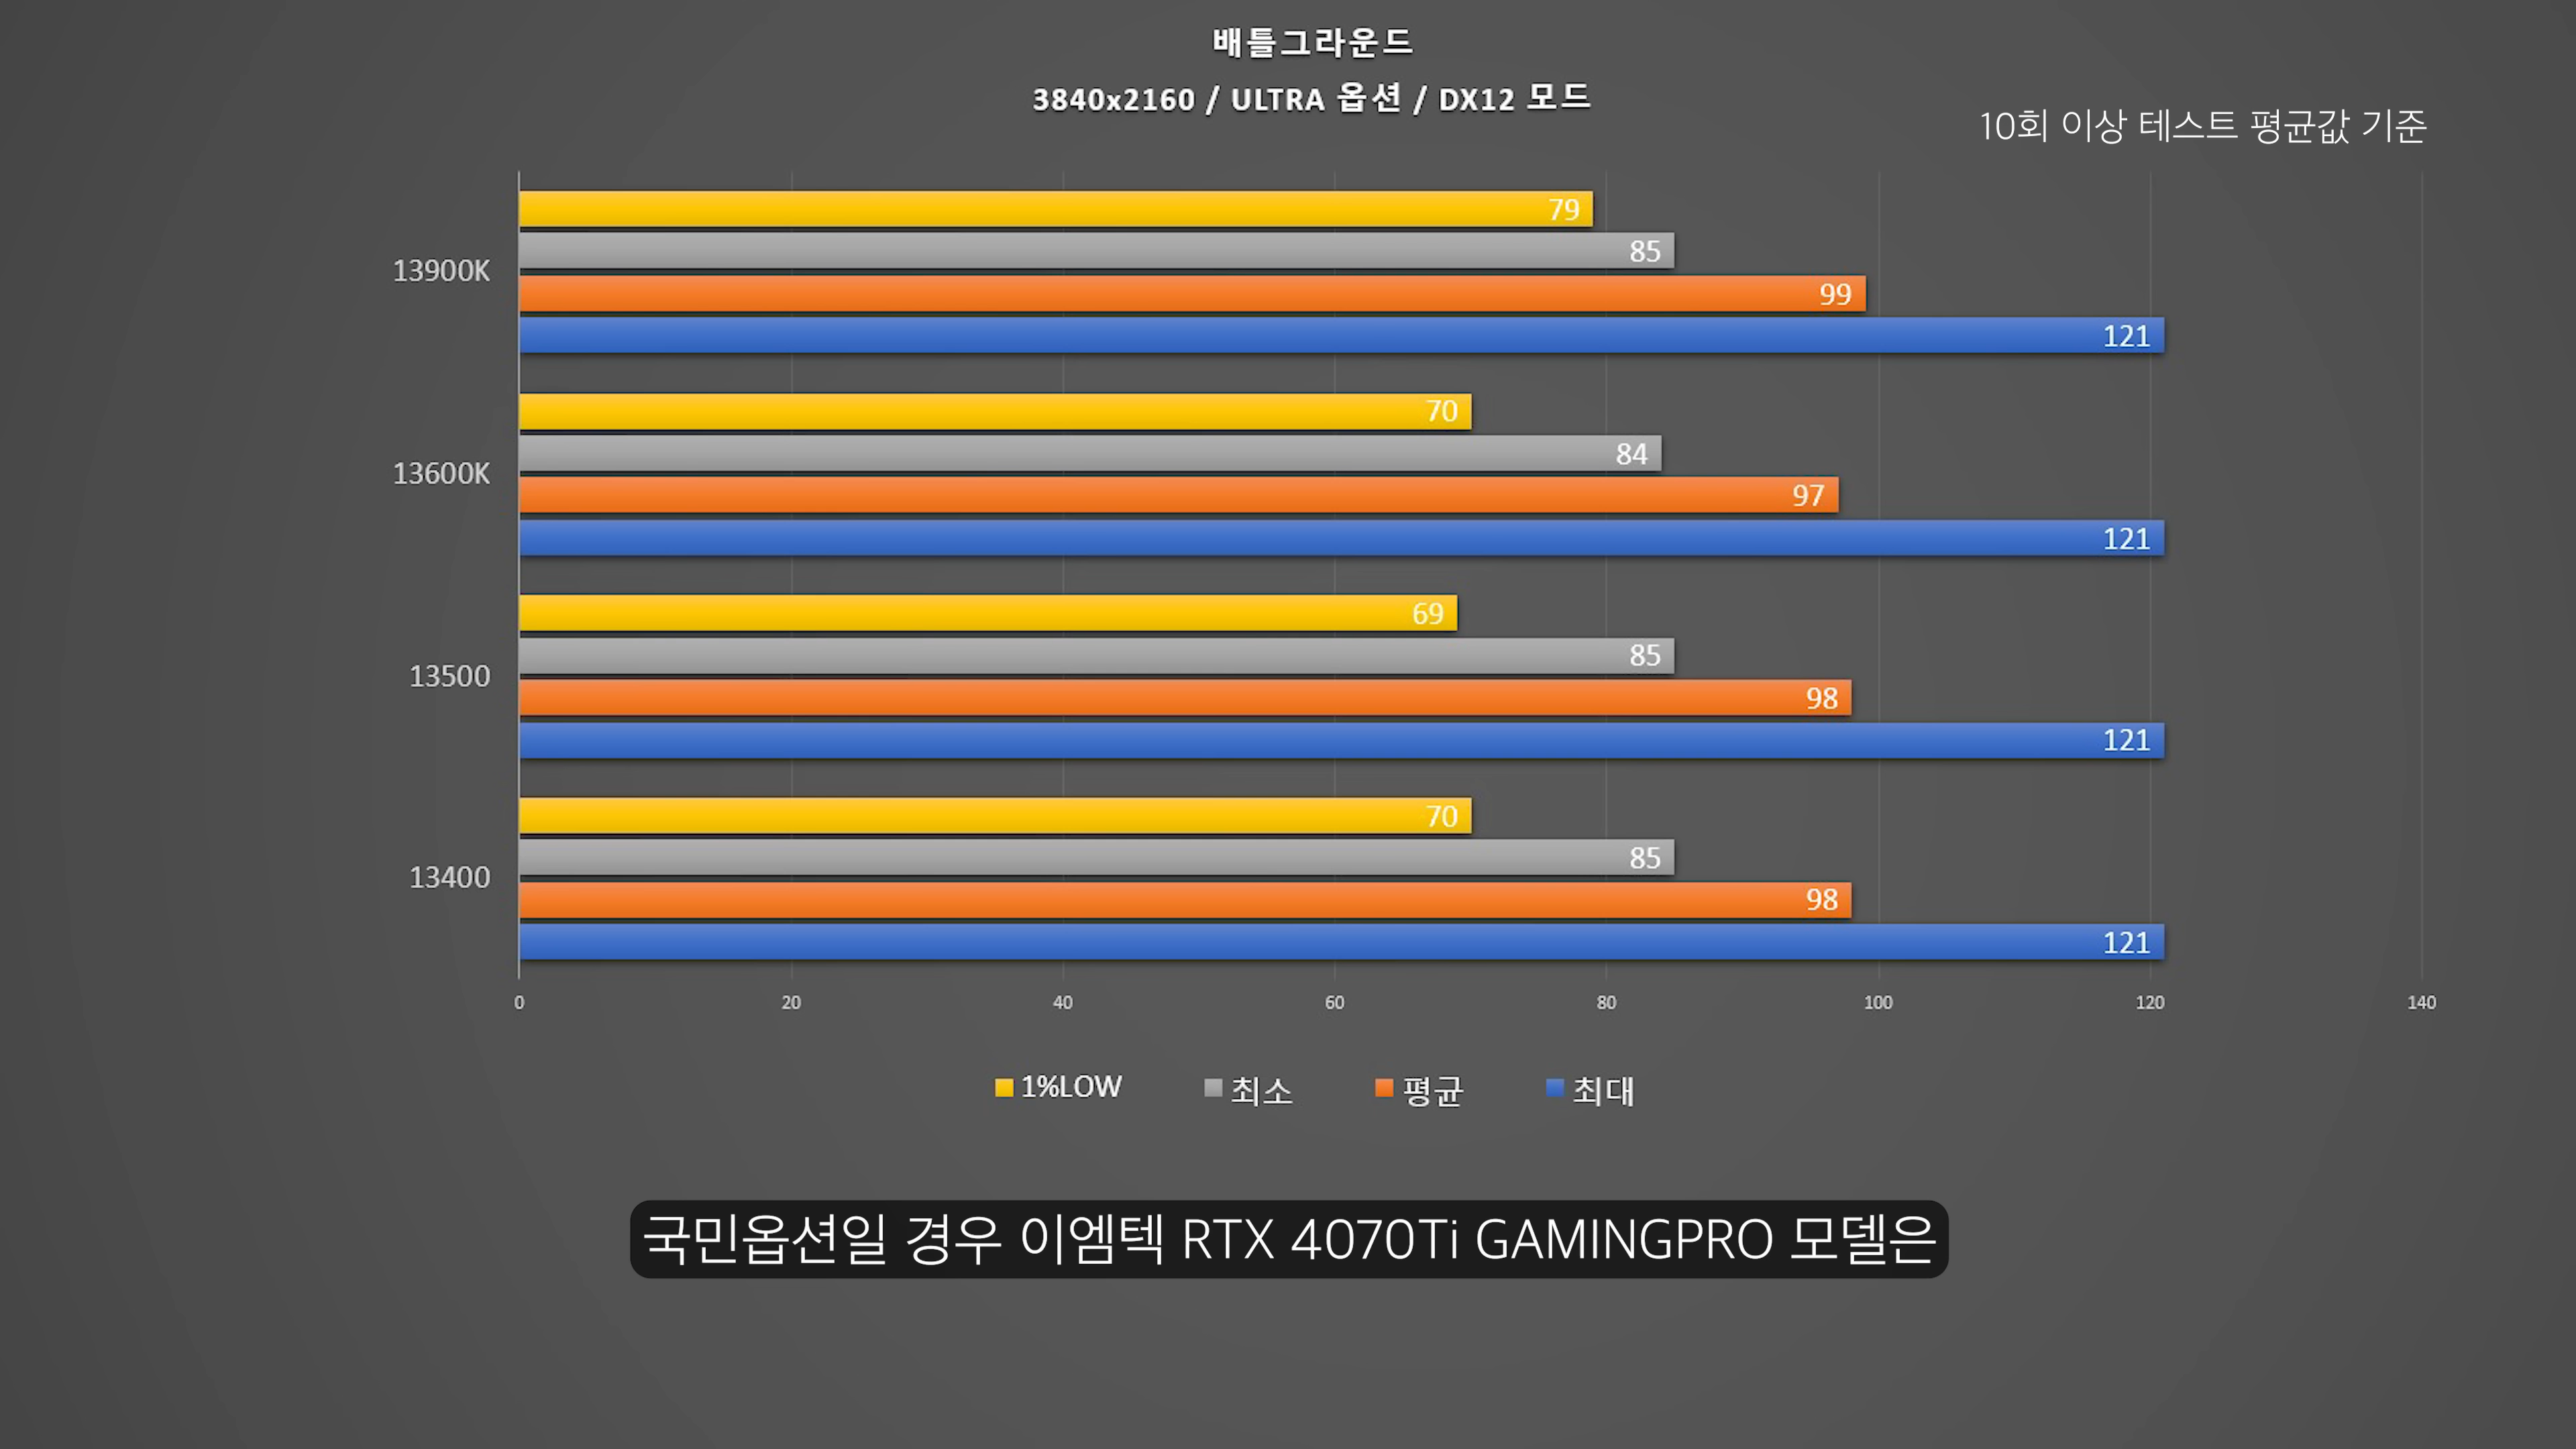 배틀그라운드
3840x2160 / ULTRA 옵션 / DX12 모드
10회 이상 테스트 평균값 기준
79
85
13900K
99
121
70
84
13600K
97
121
69
85
13500
98
121
70
85
13400
98
121
0 20 40 60 80 100 120 140
1%LOW 최소 평균 최대
국민옵션일 경우 이엠텍 RTX 4070Ti GAMINGPRO 모델은